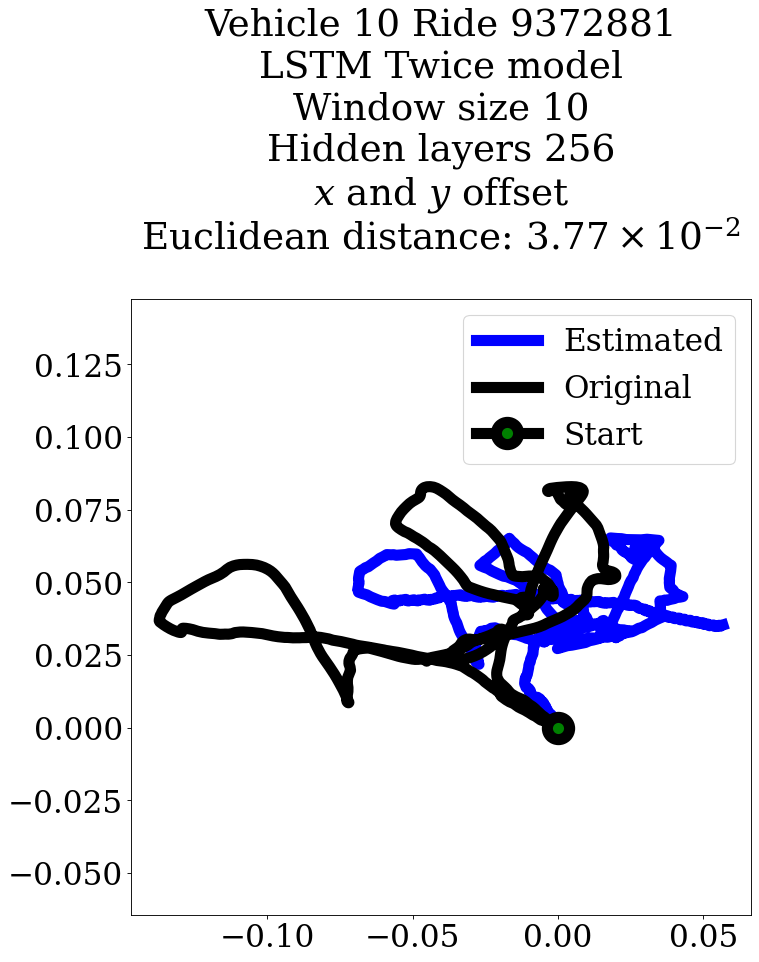 Vehicle 10 Ride 9372881
LSTM Twice model
Window size 10
Hidden layers 256
x and y offset
Euclidean distance: 3.77 × 10⁻²
Estimated
Original
Start
0.125
0.100
0.075
0.050
0.025
0.000
−0.025
−0.050
−0.10 −0.05 0.00 0.05